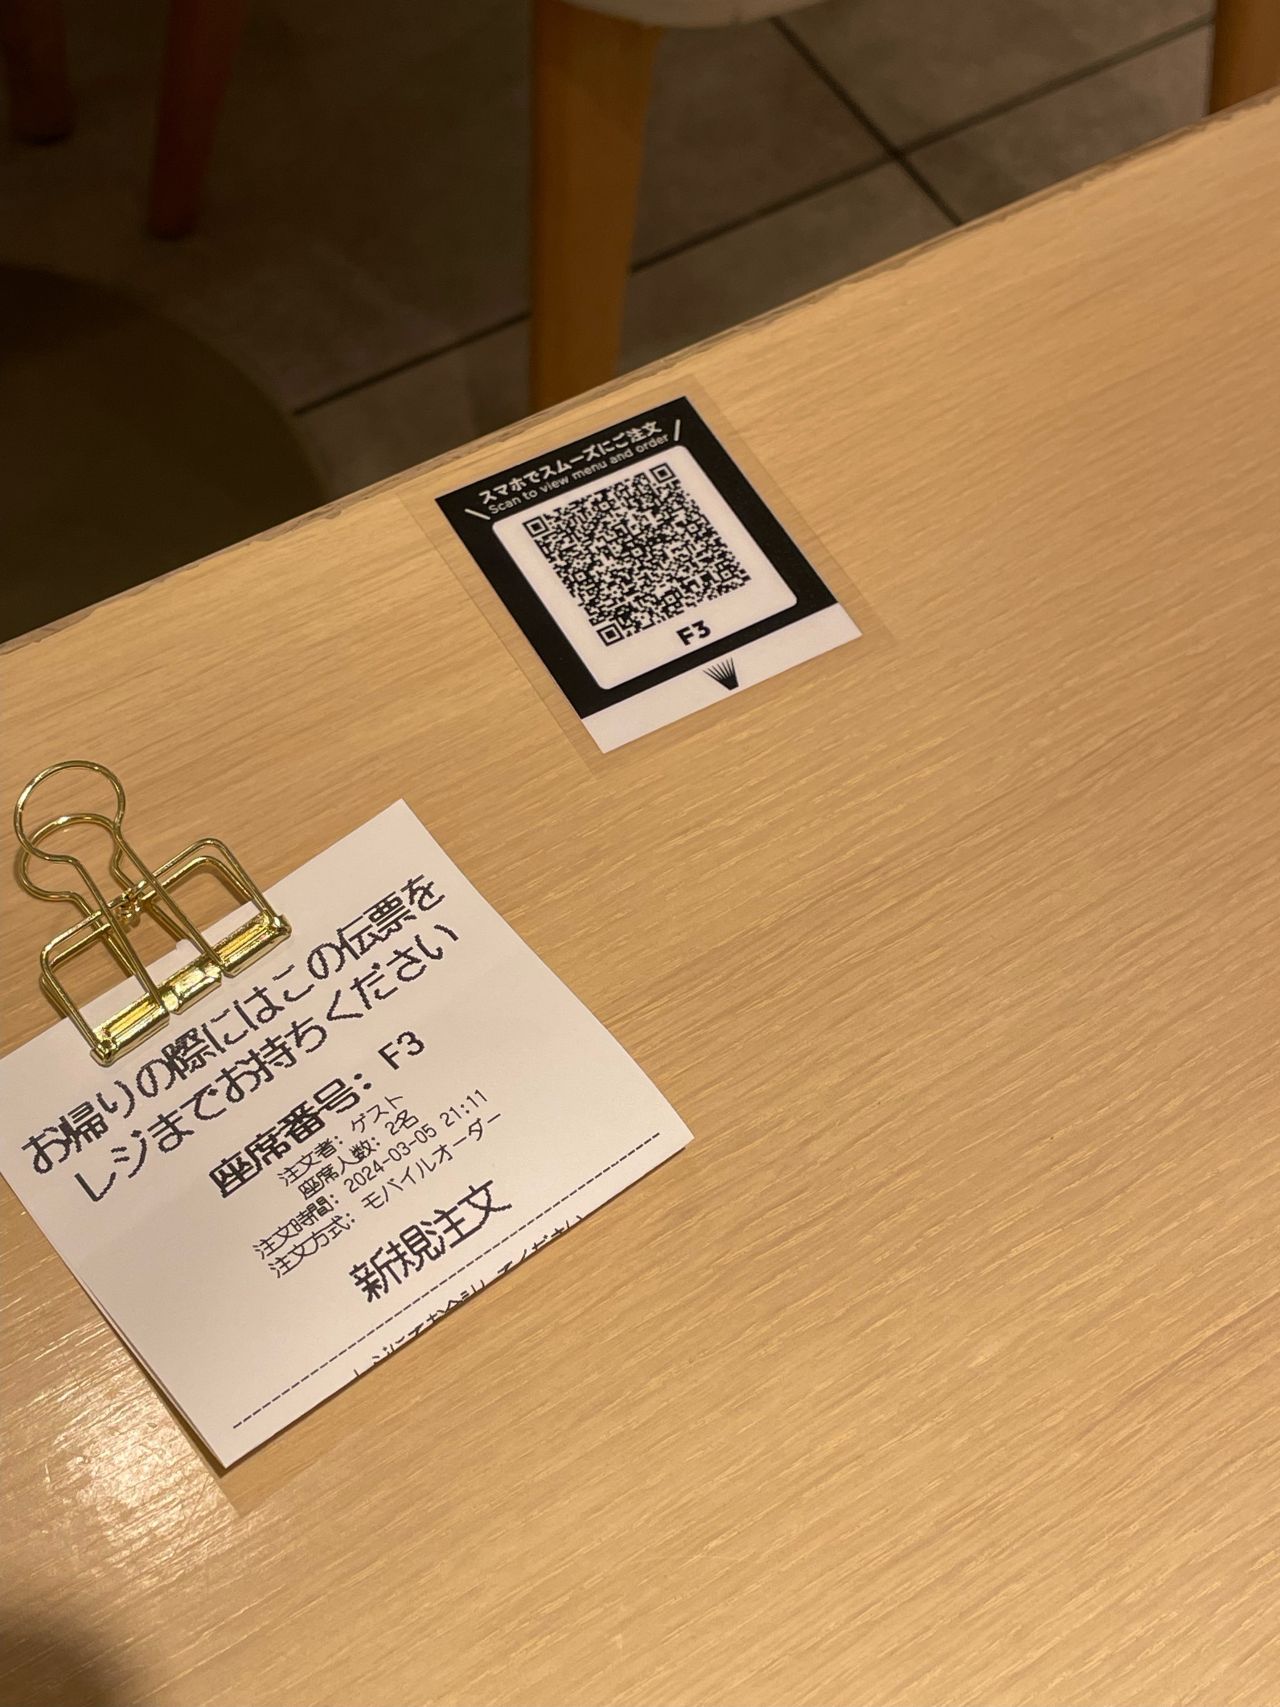 スマホでスムーズにご注文
Scan to view menu and order
F3
お帰りの際にはこの伝票を
レジまでお持ちください
座席番号: F3
注文者: ゲスト
座席人数: 2名
注文時間: 2024-03-05 21:11
注文方式: モバイルオーダー
新規注文